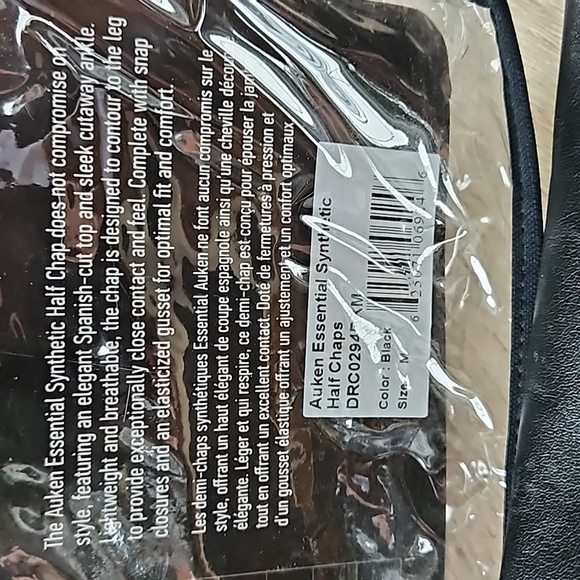 The Auken Essential Synthetic Half Chap does not compromise on
style, featuring an elegant Spanish-cut top and sleek cutaway ankle.
Lightweight and breathable, the chap is designed to contour to the leg
to provide exceptionally close contact and feel. Complete with snap
closures and an elasticized gusset for optimal fit and comfort.
Les demi-chaps synthétiques Essential Auken ne font aucun compromis sur le
style, offrant un haut élégant de coupe espagnole ainsi qu'une cheville
élégante. Léger et qui respire, ce demi-chap est conçu pour épouser la
tout en offrant un excellent contact. Doté de fermetures à pression et
d'un gousset élastique offrant un ajustement et un confort optimaux
Auken Essential Synthetic
Half Chaps
Color : Black
Size : M